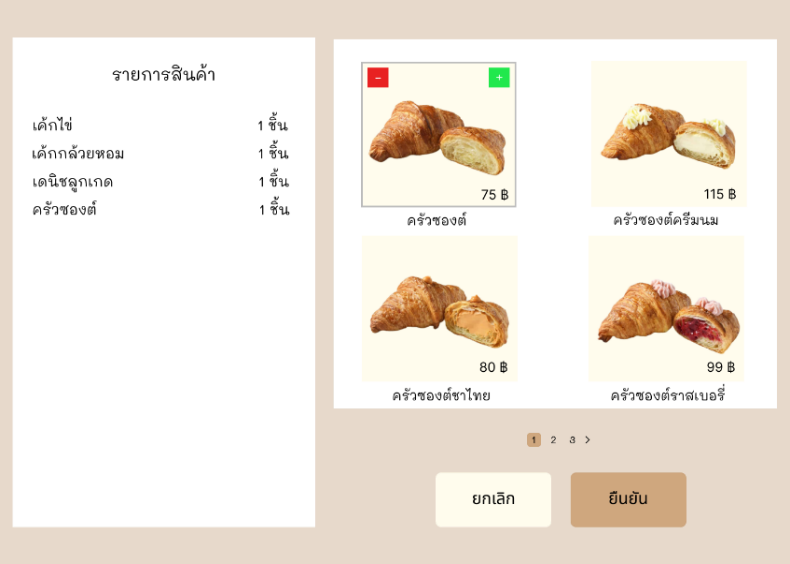 รายการสินค้า
เค้กไข่ 1 ชิ้น
เค้กกล้วยหอม 1 ชิ้น
เดนิชลูกเกด 1 ชิ้น
ครัวซองต์ 1 ชิ้น
- +
75 ฿ 115 ฿
ครัวซองต์ ครัวซองต์ครีมนม
80 ฿ 99 ฿
ครัวซองต์ชาไทย ครัวซองต์ราสเบอรี่
1 2 3 >
ยกเลิก ยืนยัน